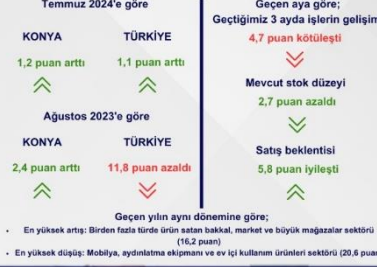 Temmuz 2024'e göre
KONYA TÜRKİYE
1,2 puan arttı 1,1 puan arttı
Ağustos 2023'e göre
KONYA TÜRKİYE
2,4 puan arttı 11,8 puan azaldı
Geçen aya göre;
Geçtiğimiz 3 ayda işlerin gelişim
4,7 puan kötüleşti
Mevcut stok düzeyi
2,7 puan azaldı
Satış beklentisi
5,8 puan iyileşti
Geçen yılın aynı dönemine göre;
• En yüksek artış: Birden fazla türde ürün satan bakkal, market ve büyük mağazalar sektörü
(16,2 puan)
• En yüksek düşüş: Mobilya, aydınlatma ekipmanı ve ev içi kullanım ürünleri sektörü (20,6 puan